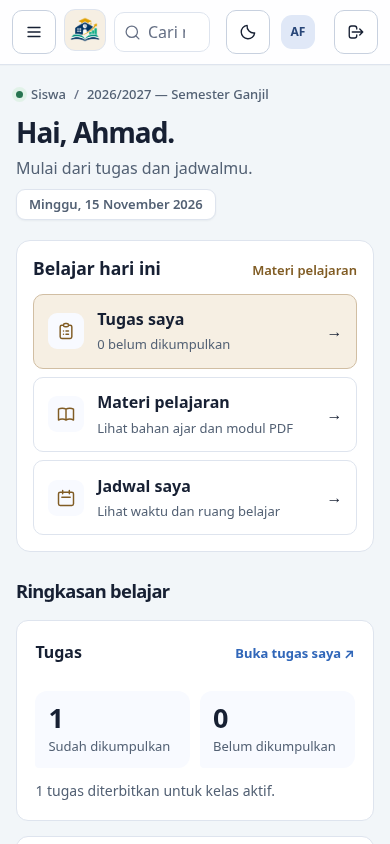 Cari
AF
Siswa / 2026/2027 — Semester Ganjil
Hai, Ahmad.
Mulai dari tugas dan jadwalmu.
Minggu, 15 November 2026
Belajar hari ini
Materi pelajaran
Tugas saya
0 belum dikumpulkan
→
Materi pelajaran
Lihat bahan ajar dan modul PDF
→
Jadwal saya
Lihat waktu dan ruang belajar
→
Ringkasan belajar
Tugas
Buka tugas saya ↗
1
Sudah dikumpulkan
0
Belum dikumpulkan
1 tugas diterbitkan untuk kelas aktif.